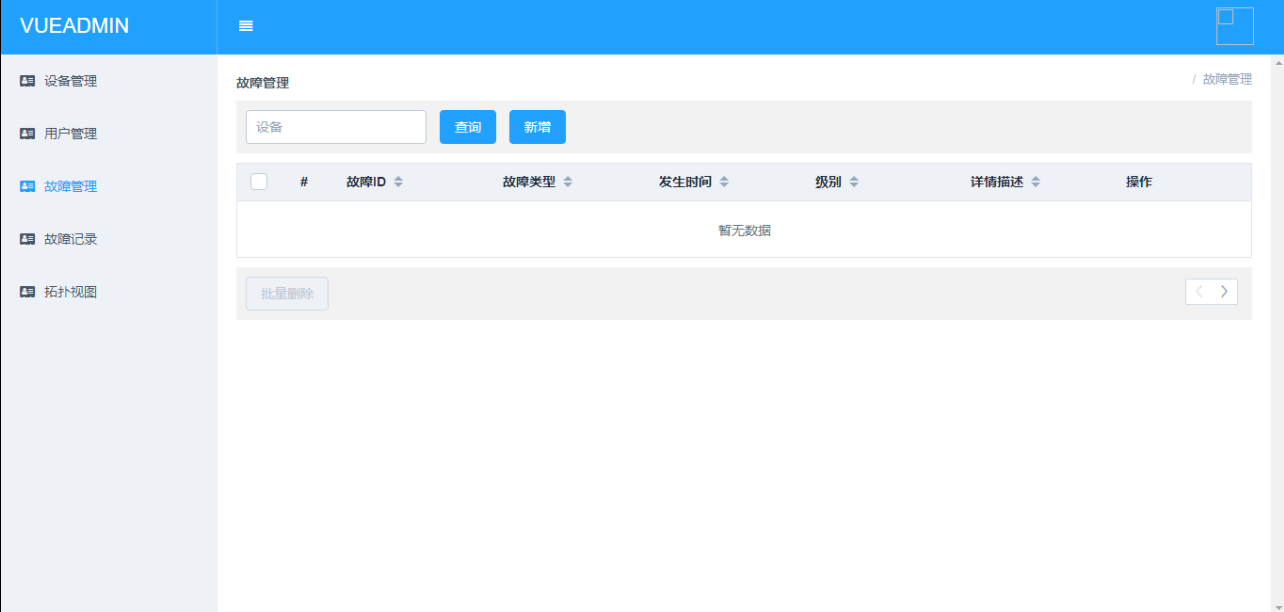 VUEADMIN
设备管理
用户管理
故障管理
故障记录
拓扑视图
故障管理
/ 故障管理
设备 查询 新增
# 故障ID 故障类型 发生时间 级别 详情描述 操作
暂无数据
批量删除